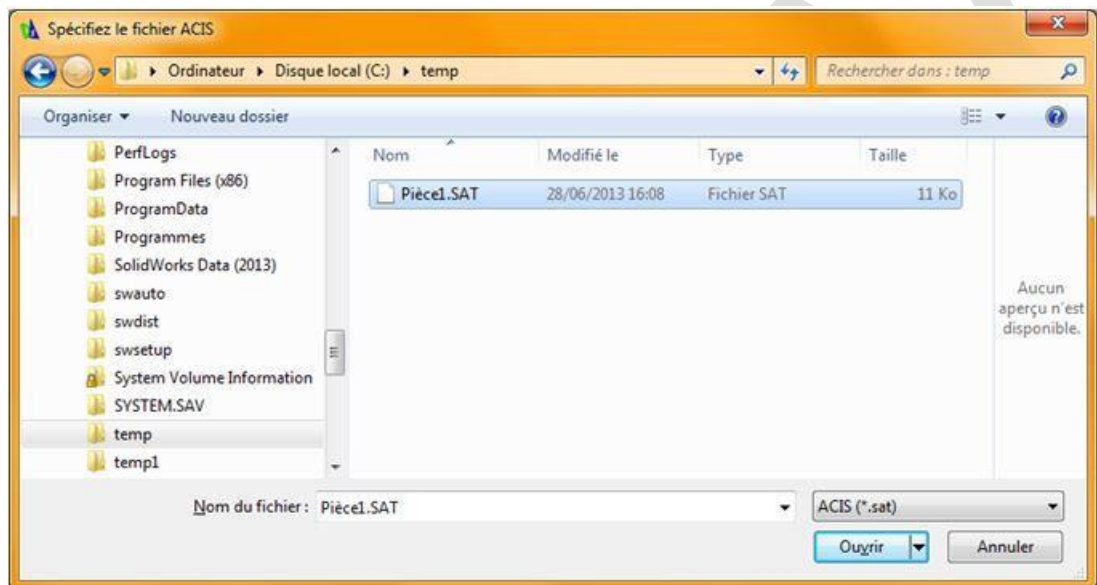 Spécifiez le fichier ACIS
Ordinateur Disque local (C:) temp
Rechercher dans : temp
Organiser Nouveau dossier
PerfLogs
Program Files (x86)
ProgramData
Programmes
SolidWorks Data (2013)
swauto
swdist
swsetup
System Volume Information
SYSTEM.SAV
temp
temp1
Nom Modifié le Type Taille
Pièce1.SAT 28/06/2013 16:08 Fichier SAT 11 Ko
Aucun
aperçu n'est
disponible.
Nom du fichier : Pièce1.SAT
ACIS (*.sat)
Ouvrir Annuler